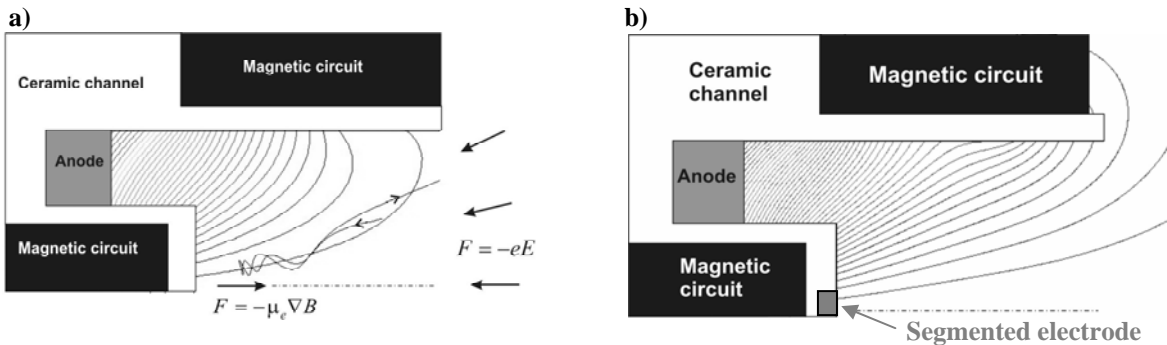 a)
Magnetic circuit
Ceramic channel
Anode
Magnetic circuit
F = −eE
F = −μₑ∇B
b)
Ceramic
channel
Magnetic circuit
Anode
Magnetic
circuit
Segmented electrode